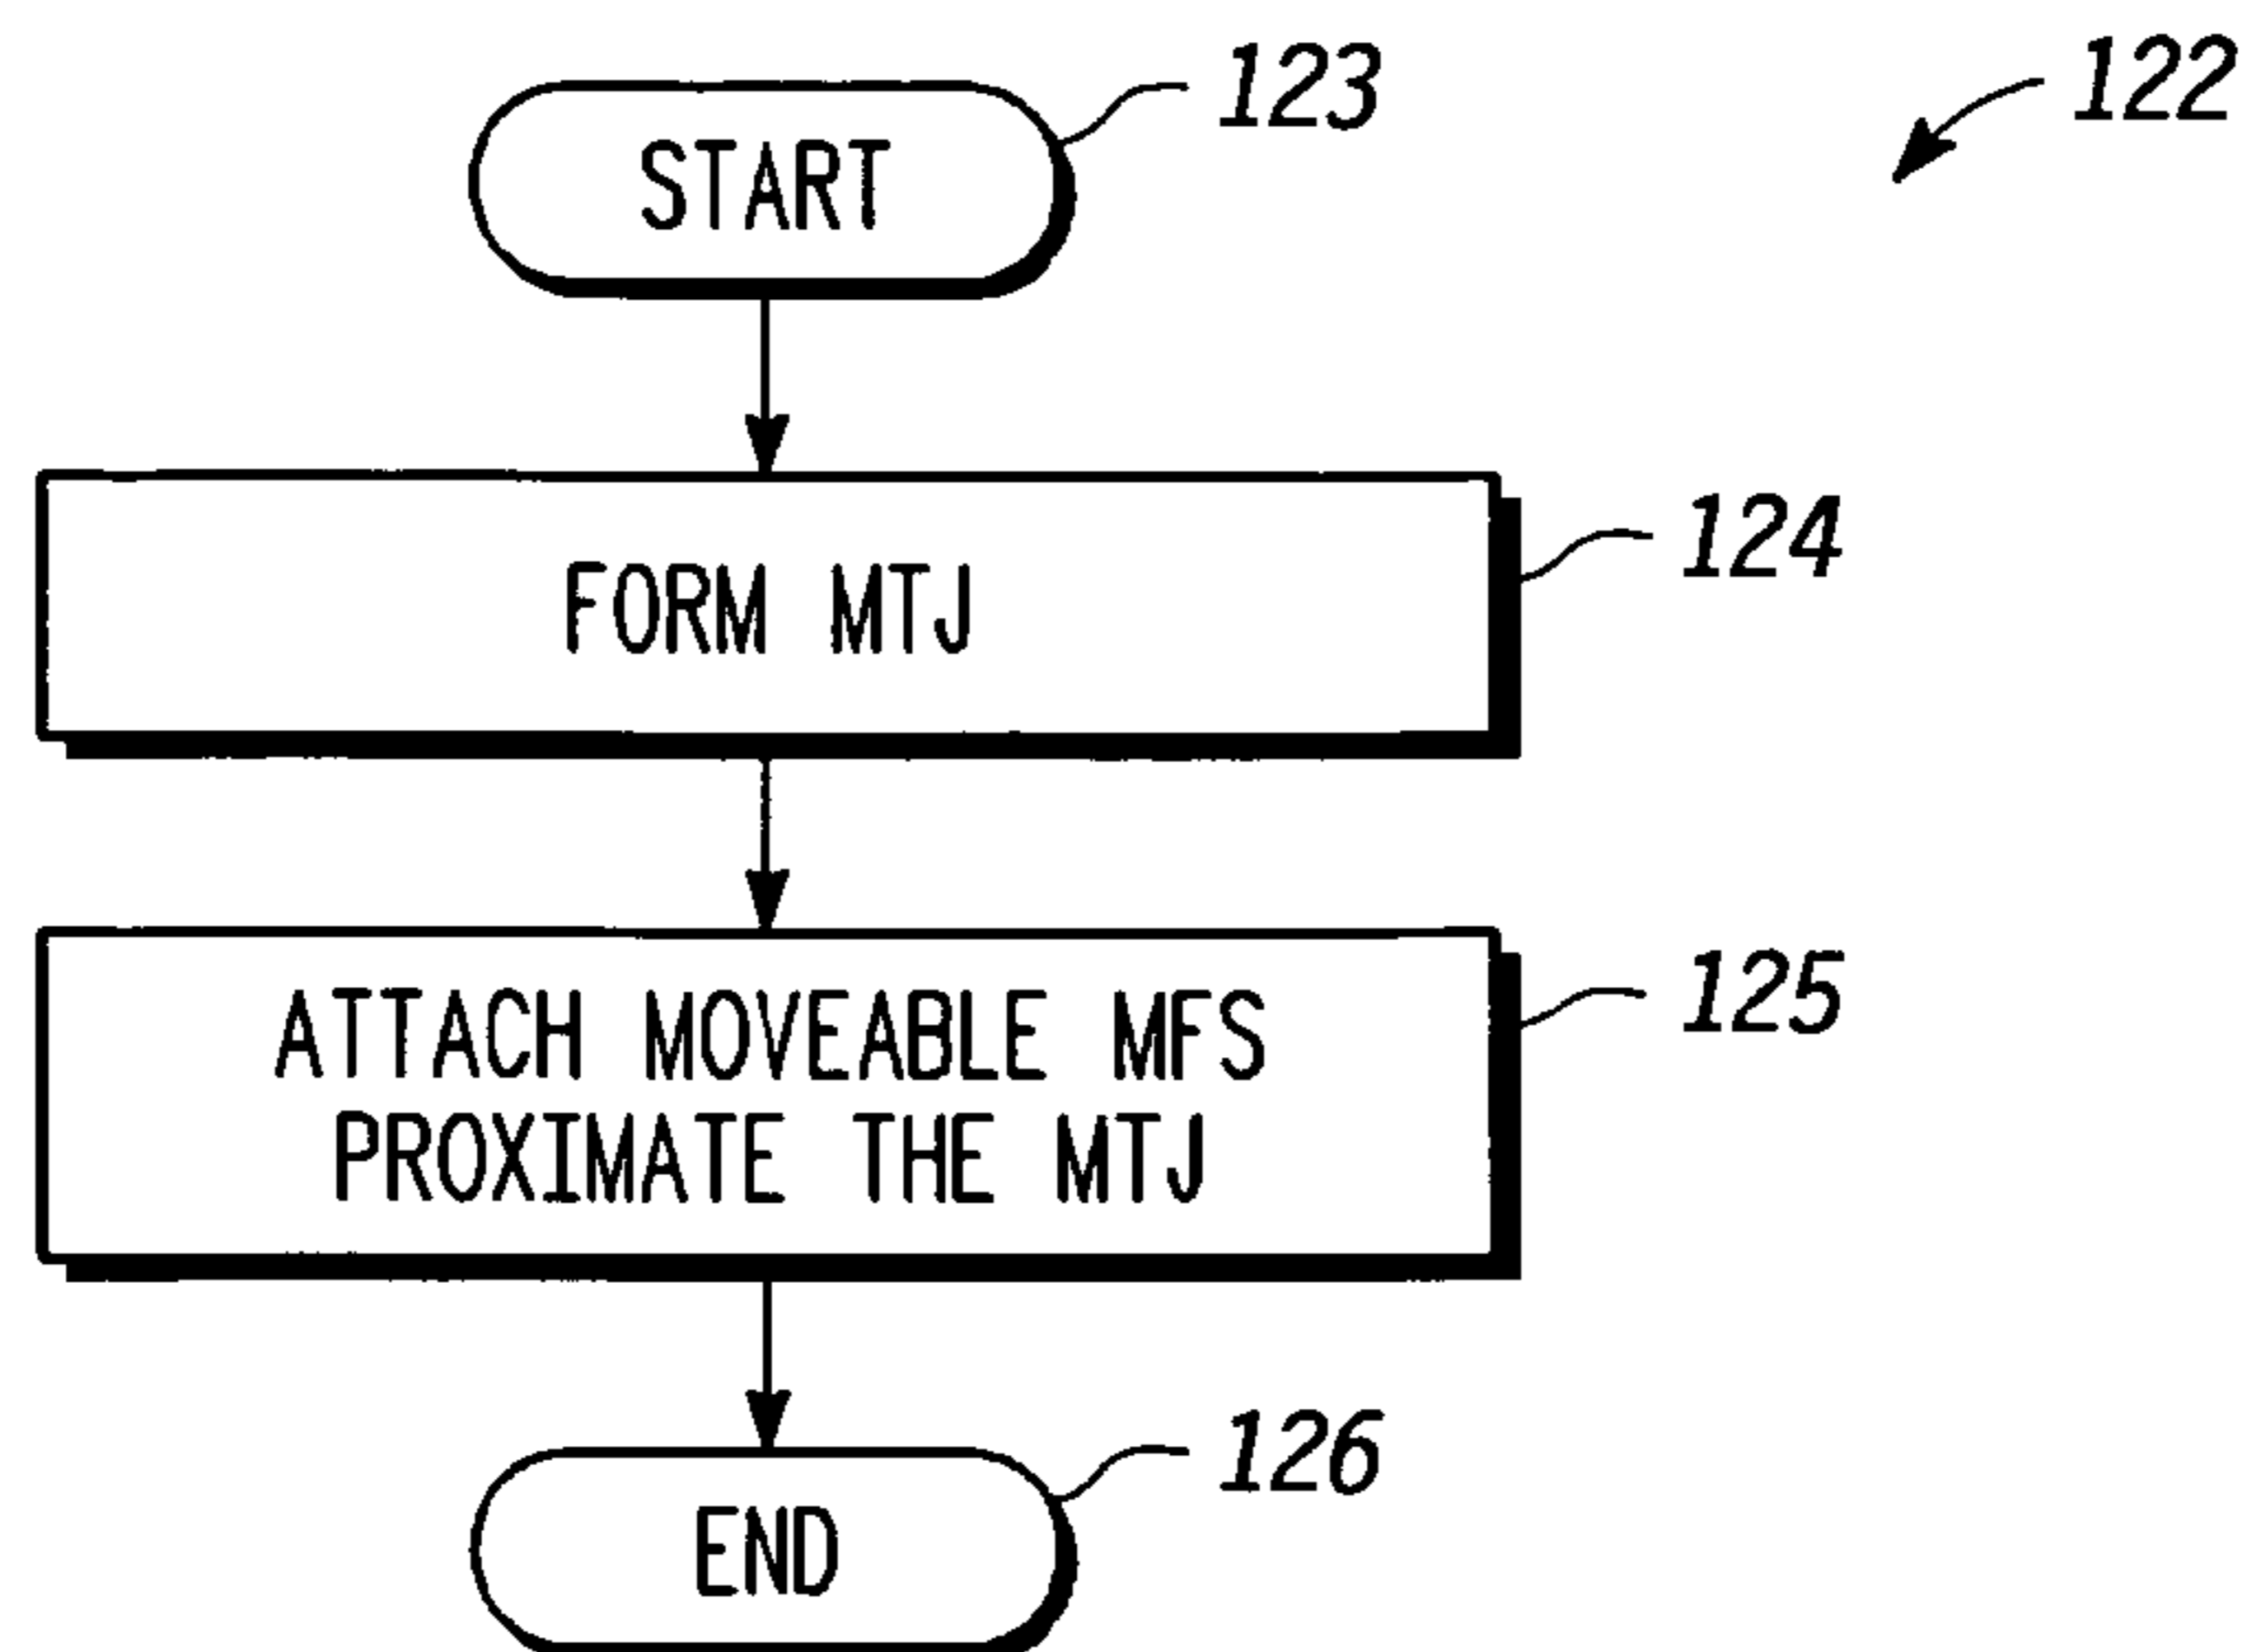 START
123
122
FORM MTJ
124
ATTACH MOVEABLE MFS
PROXIMATE THE MTJ
125
END
126